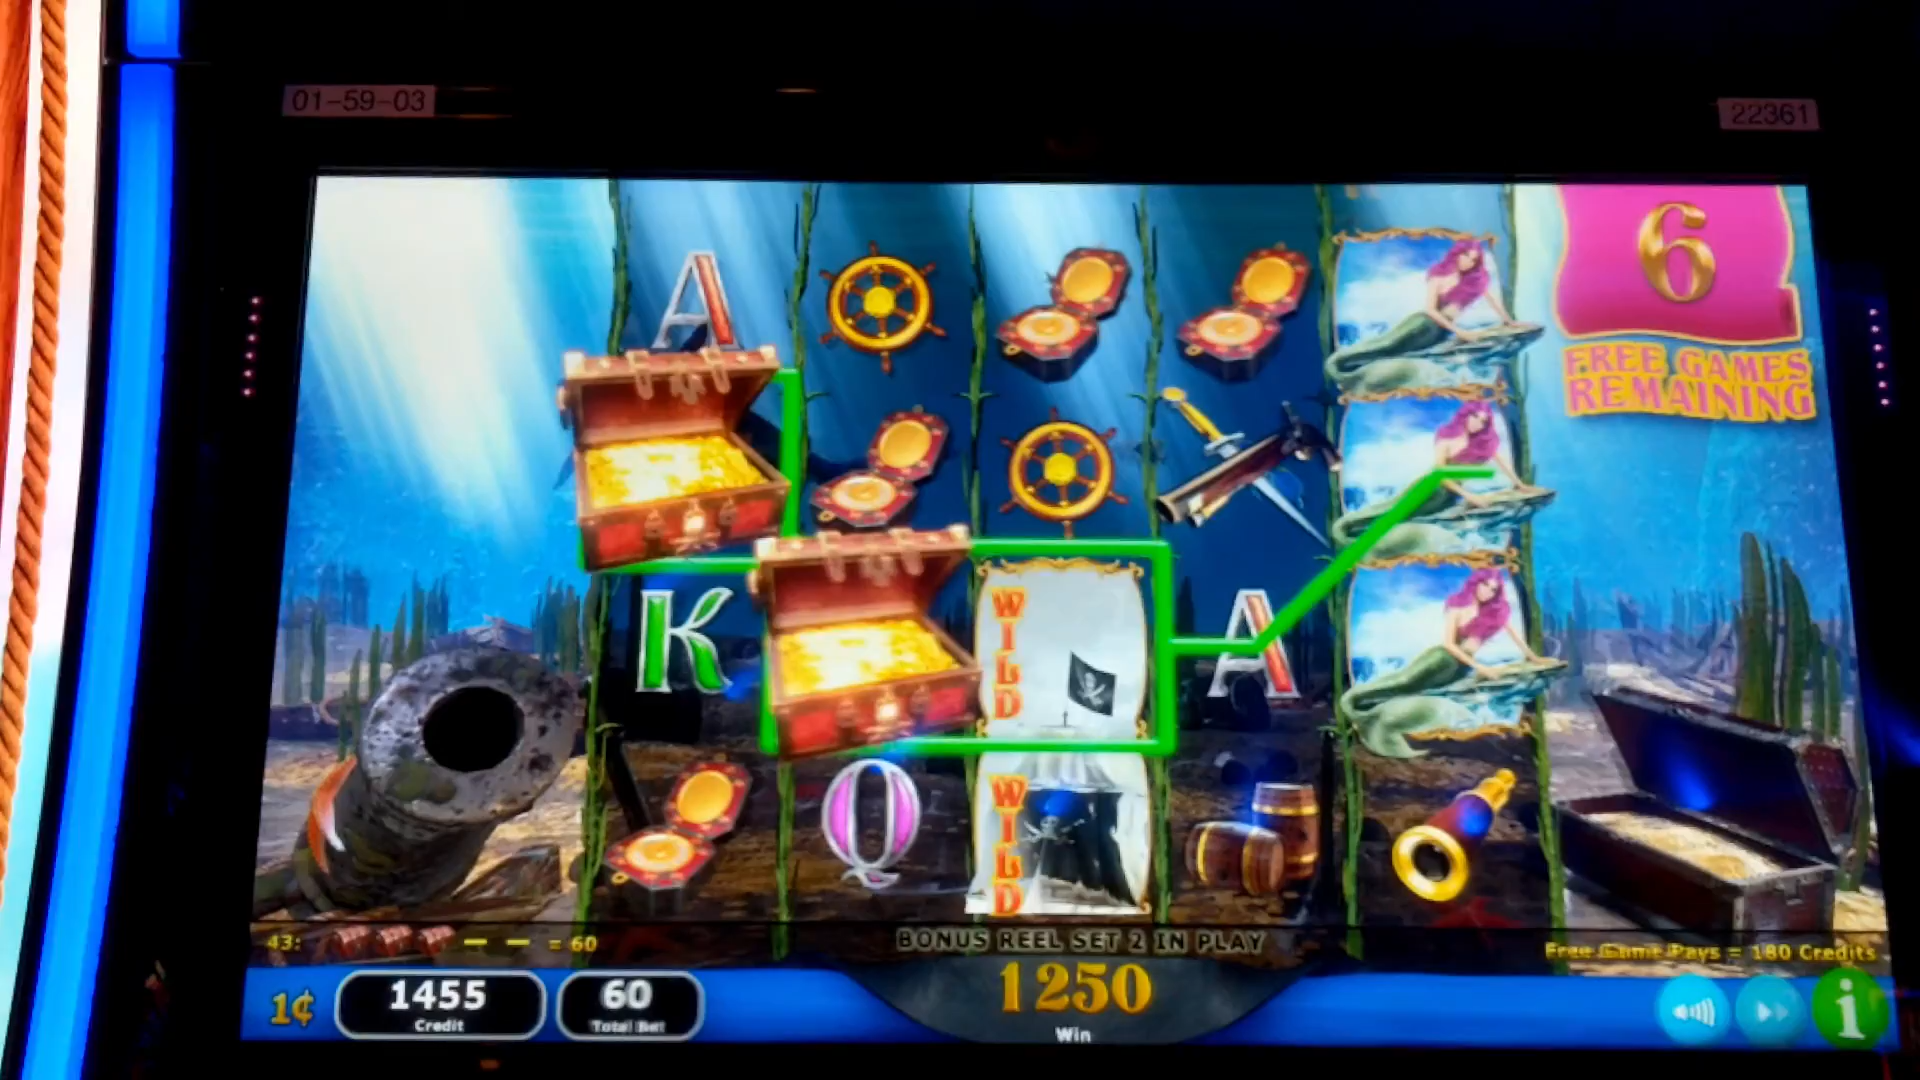 01-59-03
22361
6
FREE GAMES
REMAINING
A
K
WILD
A
Q
WILD
43: = 60
BONUS REEL SET 2 IN PLAY
Free Game Pays = 180 Credits
1¢
1455
Credit
60
Total Bet
1250
Win
i